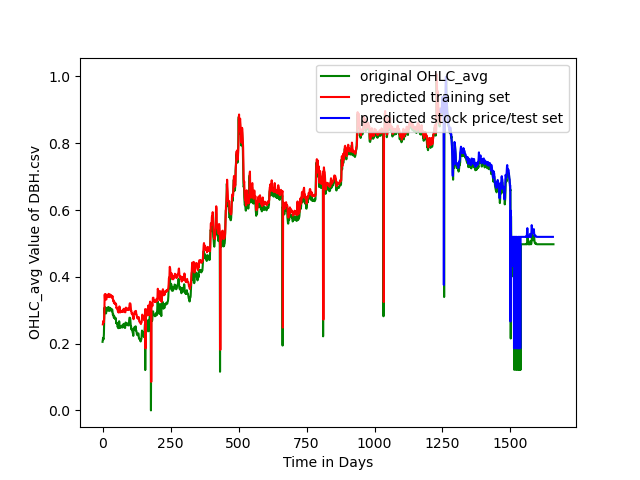 original OHLC_avg
predicted training set
predicted stock price/test set
OHLC_avg Value of DBH.csv
1.0
0.8
0.6
0.4
0.2
0.0
0 250 500 750 1000 1250 1500
Time in Days